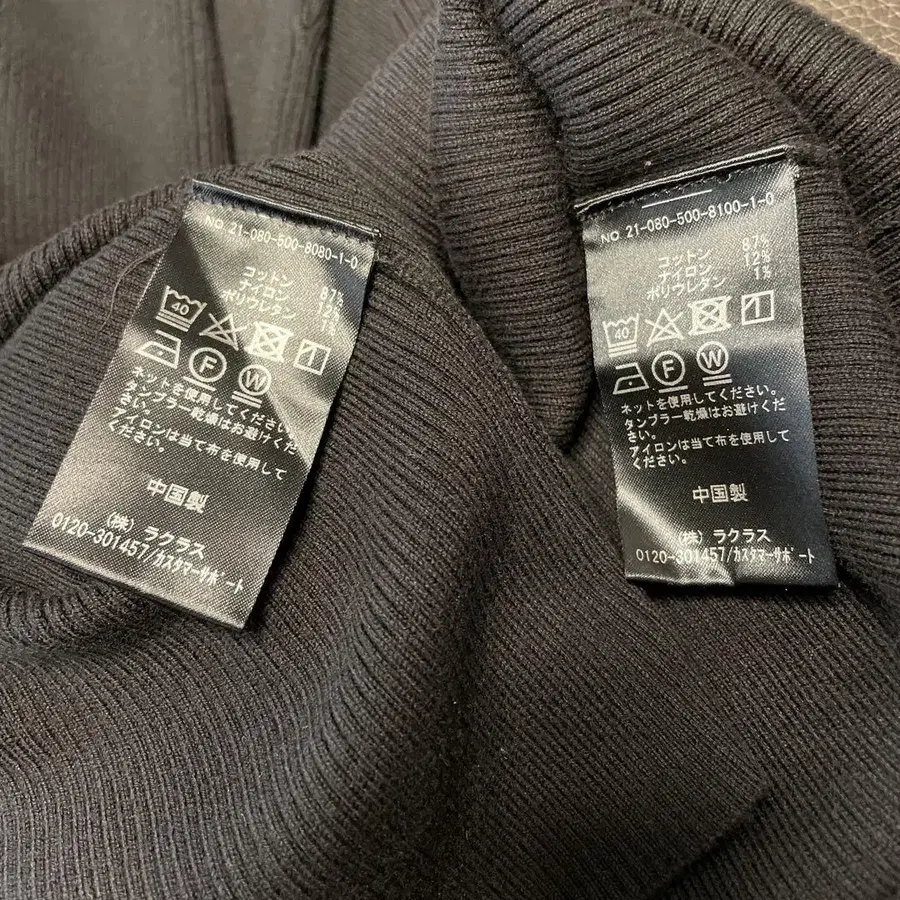 NO. 21-080-500-8080-1-0
コットン 87%
ナイロン 12%
ポリウレタン 1%
40
F W
ネットを使用してください。
タンブラー乾燥はお避けくだ
さい。
アイロンは当て布を使用して
ください。
中国製
(株) ラクラス
0120-301457/カスタマーサポート
NO. 21-080-500-8100-1-0
コットン 87%
ナイロン 12%
ポリウレタン 1%
40
F W
ネットを使用してください。
タンブラー乾燥はお避けくだ
さい。
アイロンは当て布を使用して
ください。
中国製
(株) ラクラス
0120-301457/カスタマーサポート